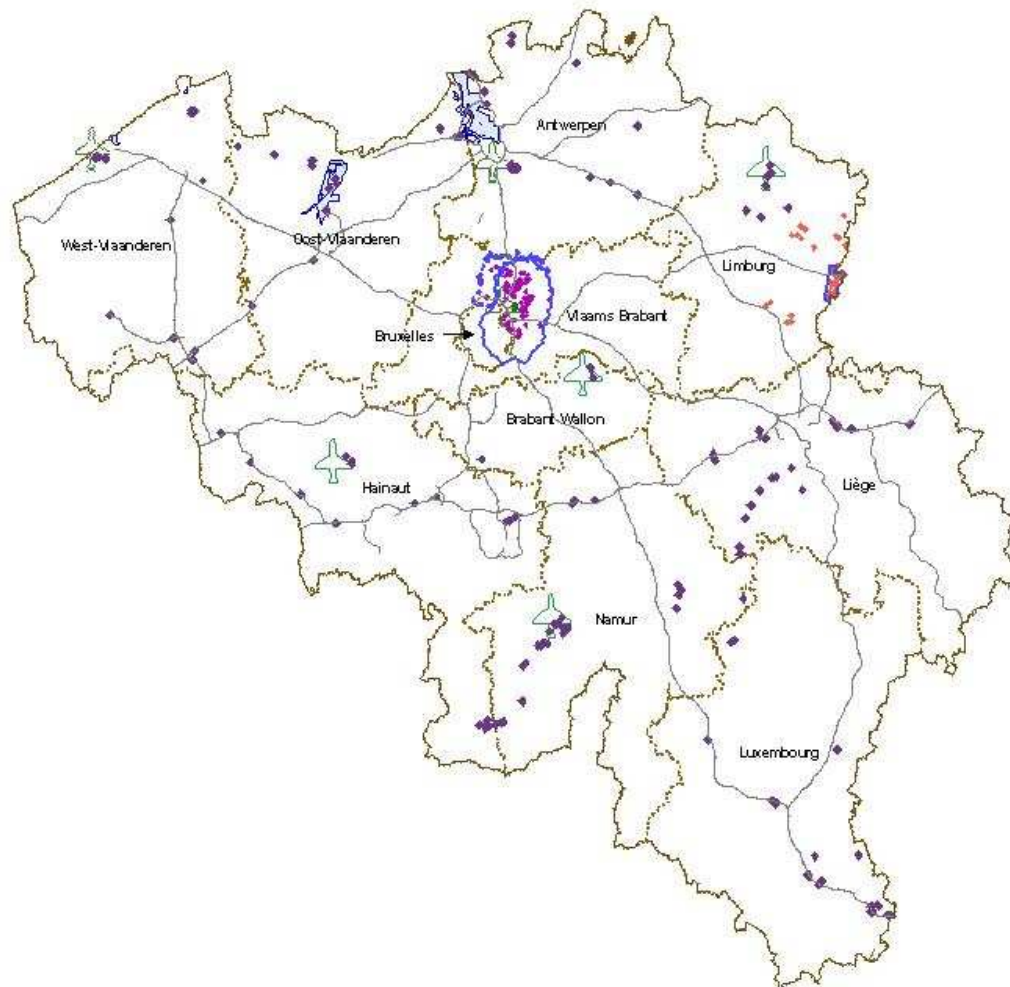 Antwerpen
West-Vlaanderen
Oost-Vlaanderen
Limburg
Vlaams Brabant
Bruxelles
Brabant-Wallon
Hainaut
Liège
Namur
Luxembourg